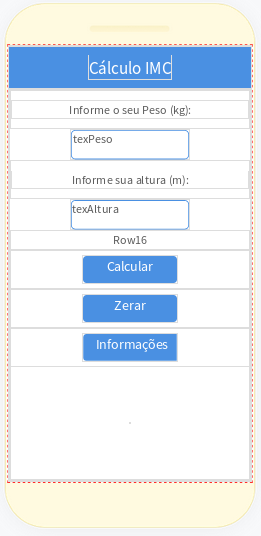 Cálculo IMC
Informe o seu Peso (kg):
texPeso
Informe sua altura (m):
texAltura
Row16
Calcular
Zerar
Informações